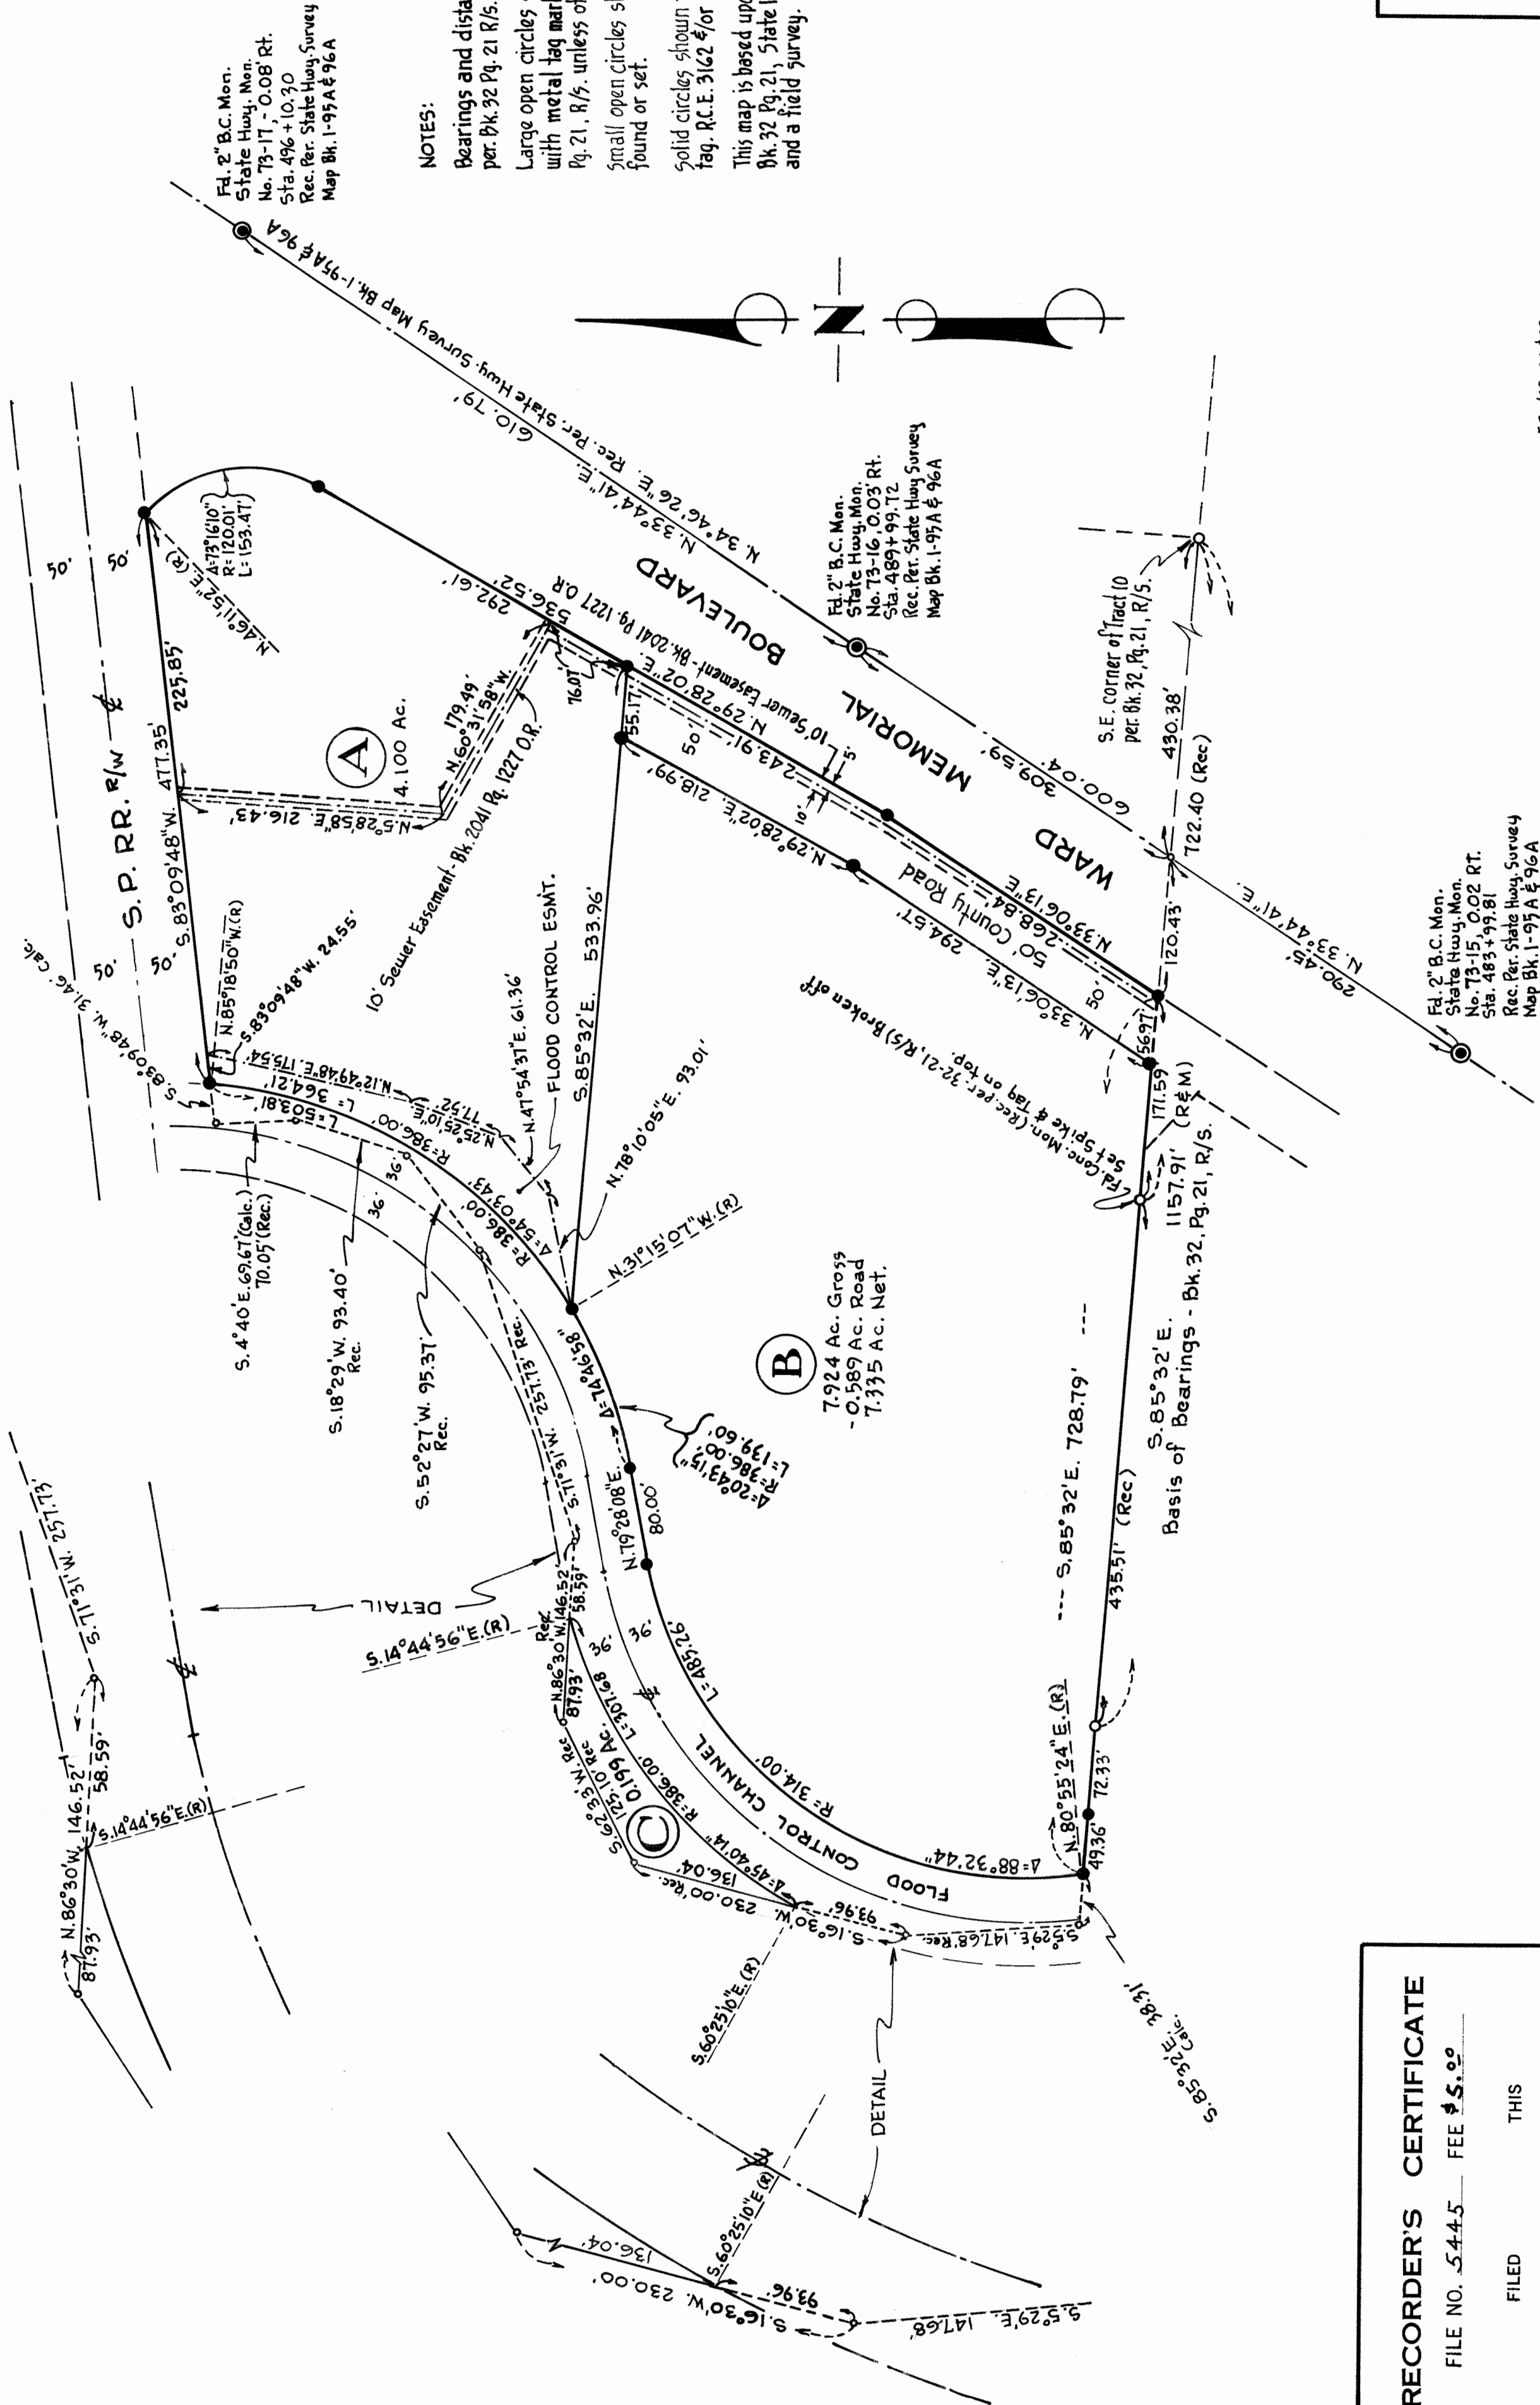 Fd. 2" B.C. Mon.
State Hwy. Mon.
No. 73-17, -0.08' Rt.
Sta. 496+10.30
Rec. Per. State Hwy. Survey
Map Bk. 1-95A & 96A
NOTES:
Bearings and dista
per. Bk. 32 Pg. 21 R/S.
Large open circles
with metal tag mar
Pg. 21, R/S. unless
Small open circles
found or set.
Solid circles shown
tag. R.C.E. 3162 &/or
This map is based upo
Bk. 32 Pg. 21, State
and a field survey.
N
50'
50'
S. P. RR. R/W
50'
50'
S. 83°09'48" W. 477.35'
225.85'
N.46°11'52"E.(R)
Δ=73°16'10"
R=120.01'
L=153.47'
292.61'
536.52'
A
4.100 Ac.
N.5°28'58"E. 216.43'
N.60°31'58"W.
179.49'
10' Sewer Easement - Bk. 2041 Pg. 1227 O.R.
76.07'
N. 29°28'02"E.
10' Sewer Easement - Bk. 2041 Pg. 1227 O.R
243.91'
50'
5'
10'
55.17'
N.29°28'02"E. 218.99'
N. 33°06'13"E. 294.57'
50' County Road
268.84'
N.33°06'13"E
50'
56.97'
WARD MEMORIAL BOULEVARD
N. 34°46'26"E. Rec. Per. State Hwy. Survey Map Bk. 1-95A & 96A
N. 33°44'41"E.
610.79'
Fd. 2" B.C. Mon.
State Hwy. Mon.
No. 73-16, 0.03' Rt.
Sta. 489+99.72
Rec. Per. State Hwy Survey
Map Bk. 1-95A & 96A
309.59'
600.04'
S.E. corner of Tract 10
per. Bk. 32, Pg. 21, R/S.
430.38'
722.40 (Rec)
120.43'
290.45'
N. 33°44'41"E.
Fd. 2" B.C. Mon.
State Hwy. Mon.
No. 73-15, 0.02 RT.
Sta. 483+99.81
Rec. Per. State Hwy. Survey
Map Bk. 1-95A & 96A
S.83°09'48"W. 31.46' Calc.
N.85°18'50"W.(R)
S.83°09'48"W. 24.55'
N.12°49'48"E. 175.54'
L= 364.21'
L=503.81'
R=386.00'
N.25°25'10"E.
77.52'
N.47°54'37"E. 61.36'
FLOOD CONTROL ESM'T.
S. 85°32'E. 533.96'
N.78°10'05"E. 93.01'
N.31°15'07"W.(R)
Δ=54°03'43"
R=386.00'
36'
36'
S. 4°40'E. 69.67'(Calc.)
70.05'(Rec)
S.18°29'W. 93.40'
Rec.
S.52°27'W. 95.37'
Rec.
S.71°31'W. 257.73' Rec.
Δ=74°46'58"
Δ=20°43'15"
R=386.00'
L=139.60'
N.79°28'08"E.
80.00'
B
7.924 Ac. Gross
- 0.589 Ac. Road
7.335 Ac. Net.
Fd. Conc. Mon. (Rec. per. 32-21, R/S) Broken off
Set Spike & Tag on top.
171.59
(R&M)
1157.91'
S. 85°32'E.
Basis of Bearings - Bk. 32, Pg. 21, R/S.
S.85°32'E. 728.79'
435.51' (Rec)
72.33'
49.36'
N. 80°55'24"E.(R)
S.85°32'E. 38.31'
Calc.
L=485.26'
R=314.00'
Δ=88°32'44"
FLOOD CONTROL CHANNEL
36'
36'
N.86°30'W. 146.52'
Rec.
87.93'
58.59'
S.14°44'56"E.(R)
S.62°33'W. Rec
125.10' Rec
0.199 Ac.
C
L=307.68
R=386.00'
Δ=45°40'14"
136.04'
S.16°30'W. 230.00' Rec.
93.96'
S.5°29'E. 147.68' Rec.
S.60°25'10"E.(R)
DETAIL
S. 71°31'W. 257.73'
N. 86°30'W. 146.52'
87.93'
58.59'
S.14°44'56"E.(R)
DETAIL
136.04'
S.16°30'W. 230.00'
S.60°25'10"E(R)
93.96'
S.5°29'E. 147.68'
RECORDER'S CERTIFICATE
FILE NO. 5445 FEE $5.00
FILED THIS